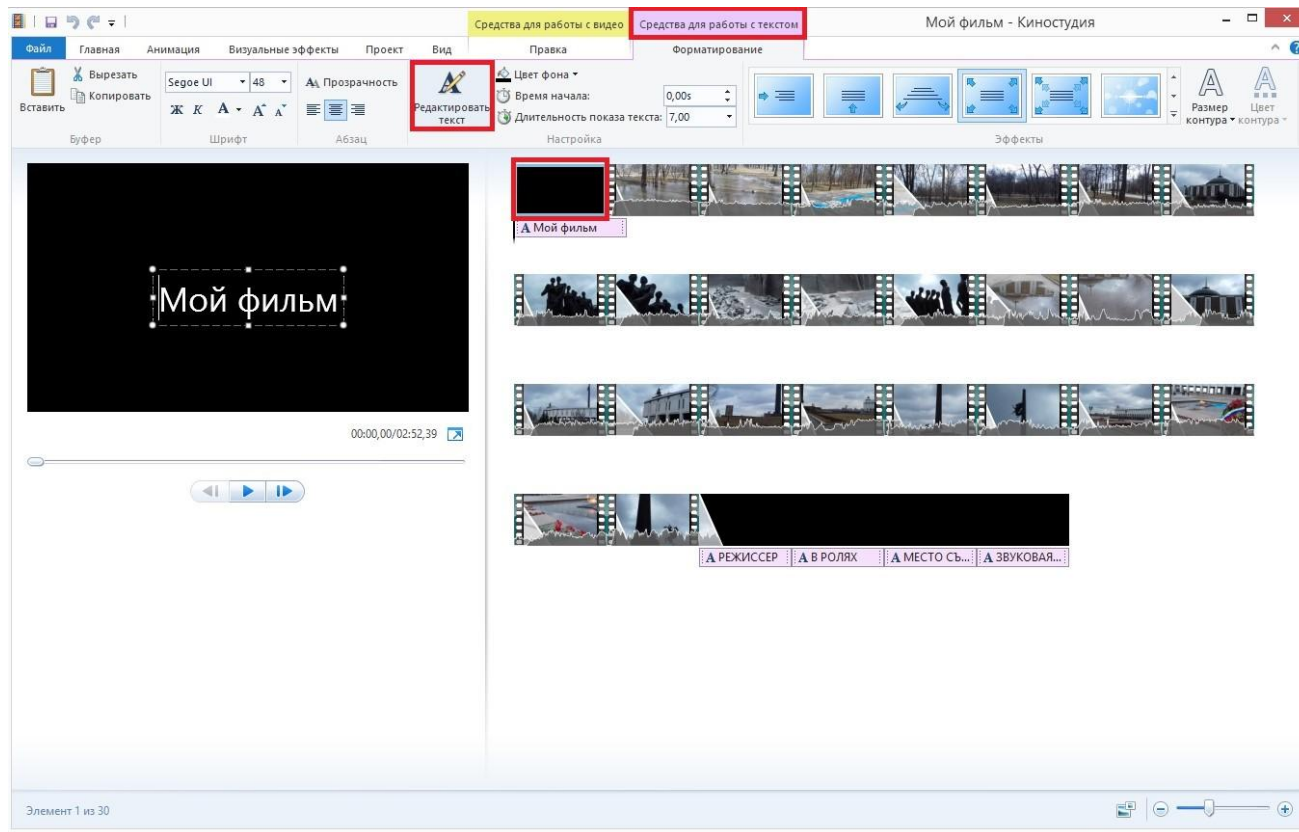 Средства для работы с видео
Средства для работы с текстом
Мой фильм - Киностудия
Файл
Главная
Анимация
Визуальные эффекты
Проект
Вид
Правка
Форматирование
Вставить
Вырезать
Копировать
Буфер
Segoe UI
48
Прозрачность
Ж К А А А
Шрифт
Абзац
Редактировать
текст
Цвет фона
Время начала:
0,00s
Длительность показа текста:
7,00
Настройка
Эффекты
Размер
контура
Цвет
контура
Мой фильм
00:00,00/02:52,39
А Мой фильм
А РЕЖИССЕР
А В РОЛЯХ
А МЕСТО СЪ...
А ЗВУКОВАЯ...
Элемент 1 из 30